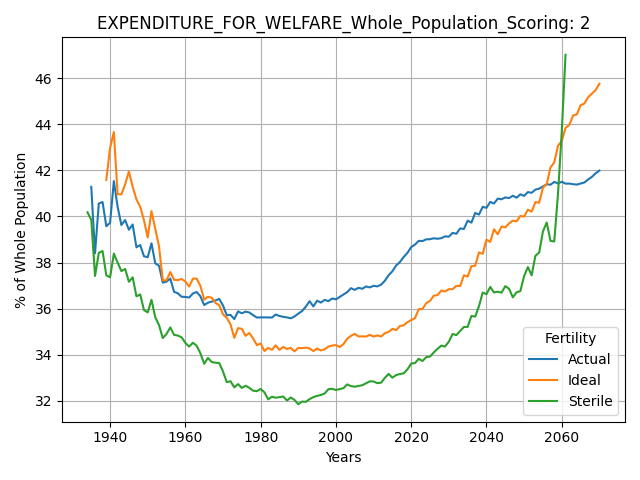 EXPENDITURE_FOR_WELFARE_Whole_Population_Scoring: 2
% of Whole Population
46
44
42
40
38
36
34
32
1940 1960 1980 2000 2020 2040 2060
Years
Fertility
Actual
Ideal
Sterile